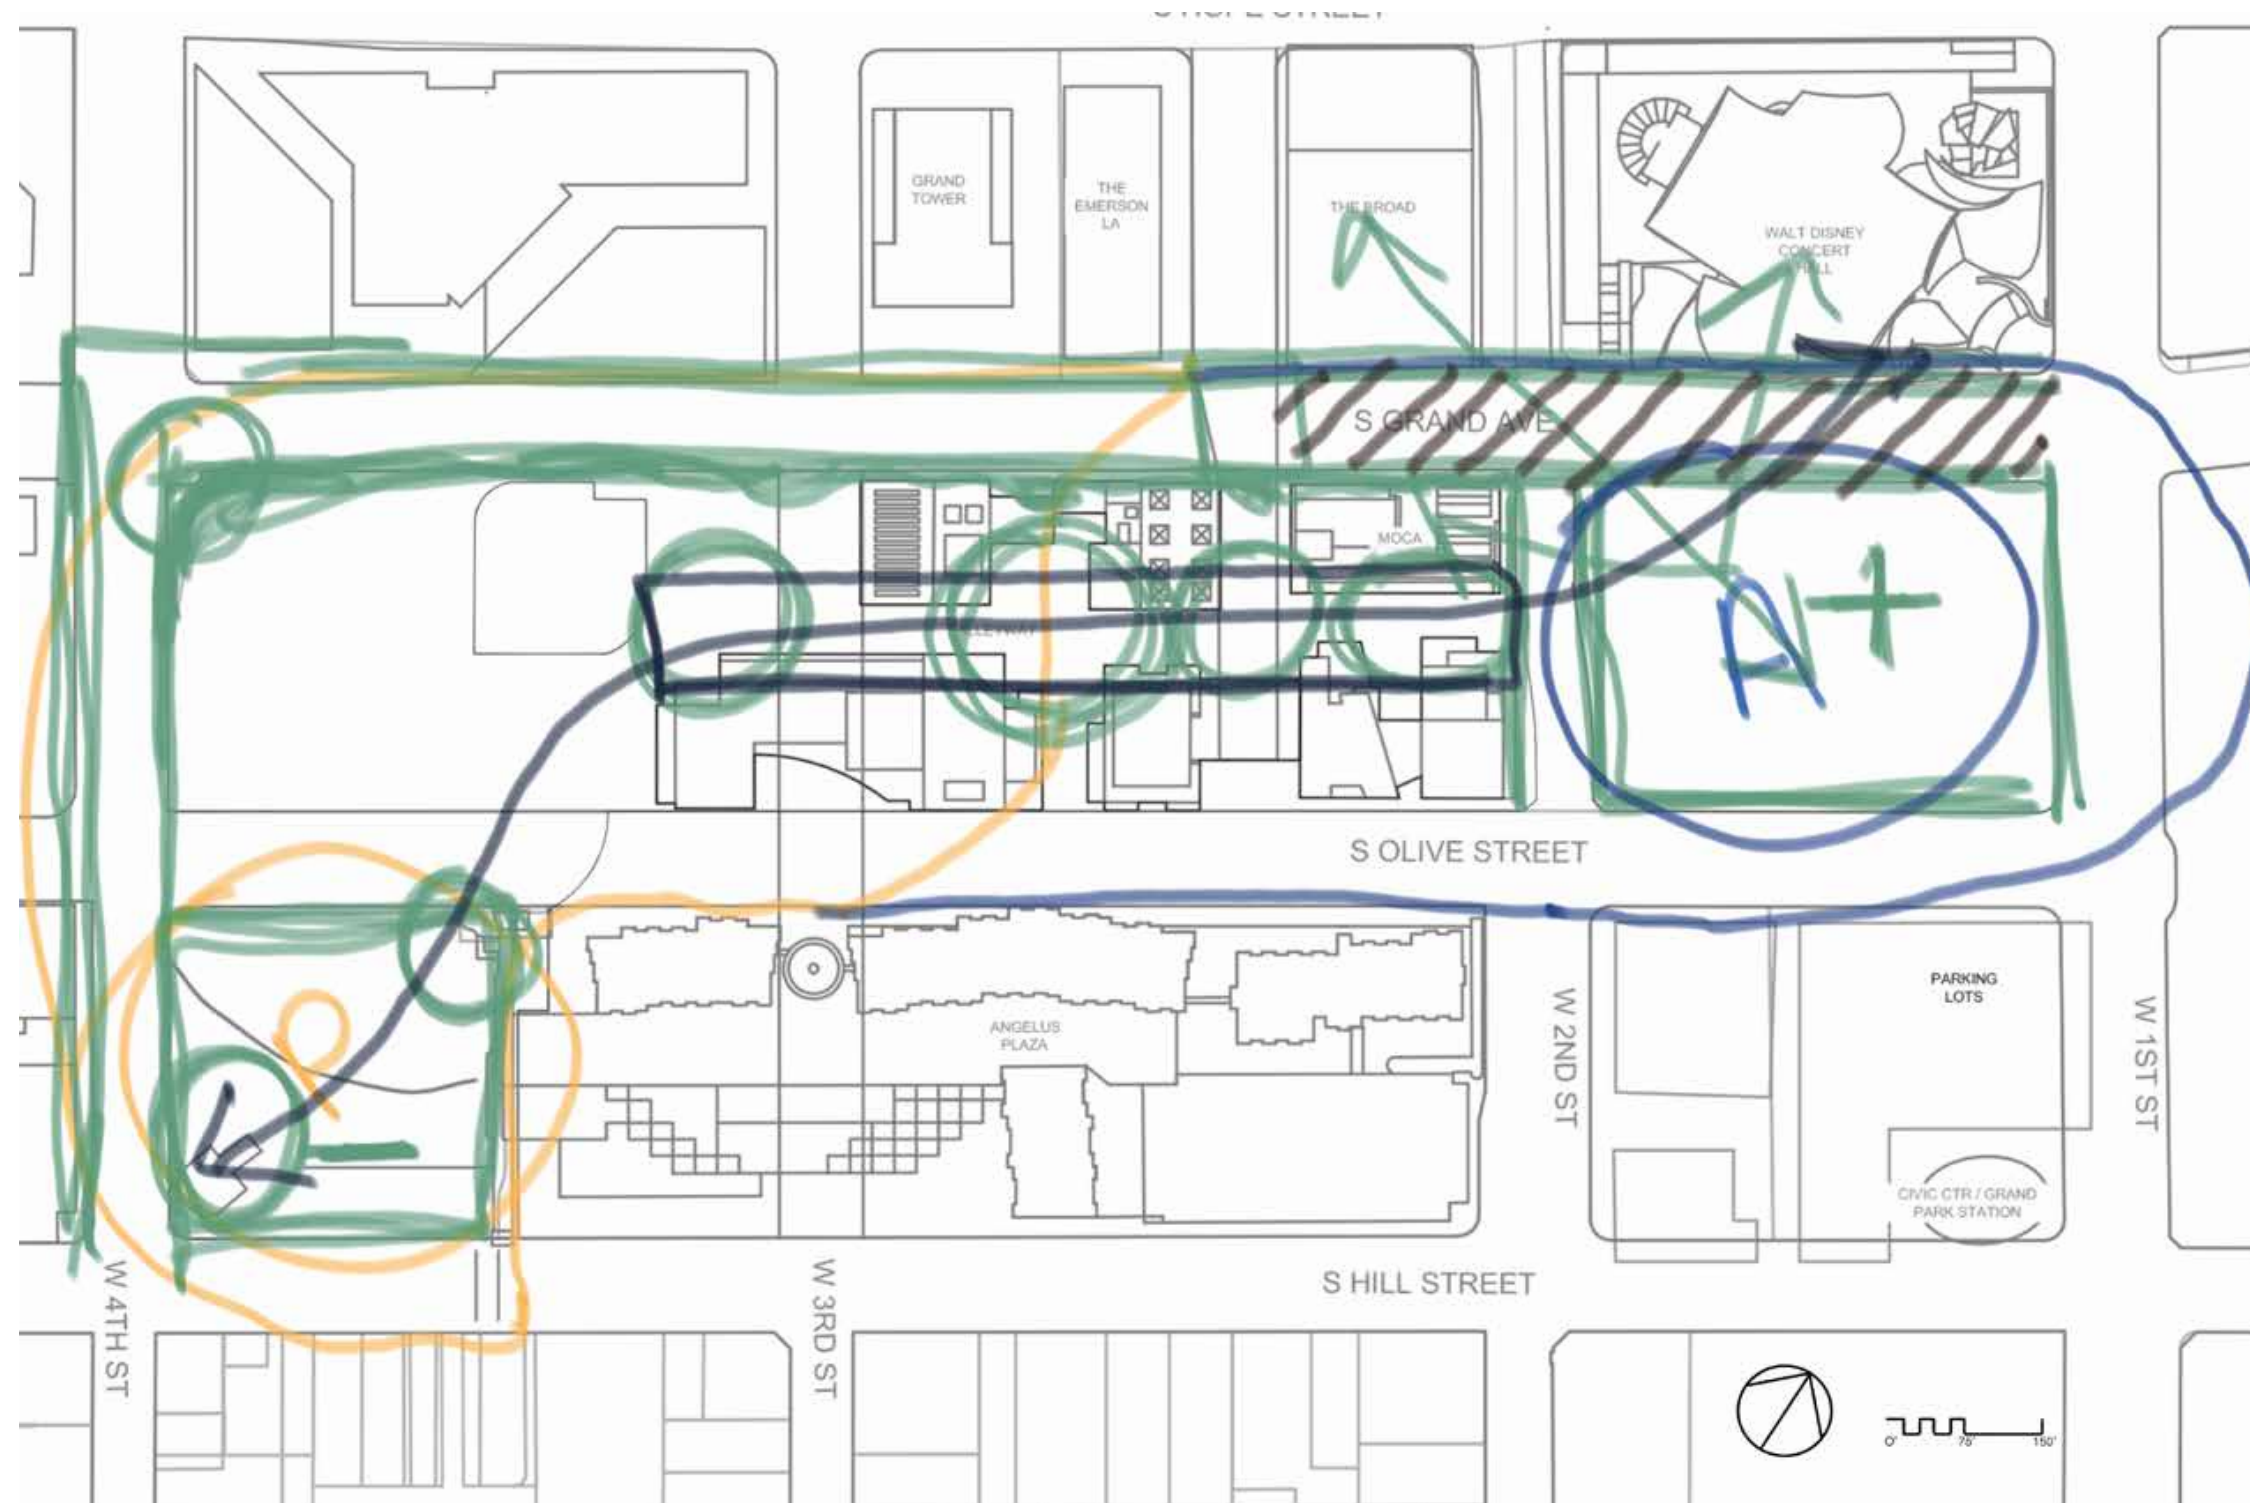 GRAND
TOWER
THE
EMERSON
LA
THE BROAD
WALT DISNEY
CONCERT
HALL
S GRAND AVE
MOCA
A+
S OLIVE STREET
ANGELUS
PLAZA
PARKING
LOTS
CIVIC CTR / GRAND
PARK STATION
W 2ND ST
W 1ST ST
S HILL STREET
W 4TH ST
W 3RD ST
0'
75'
150'